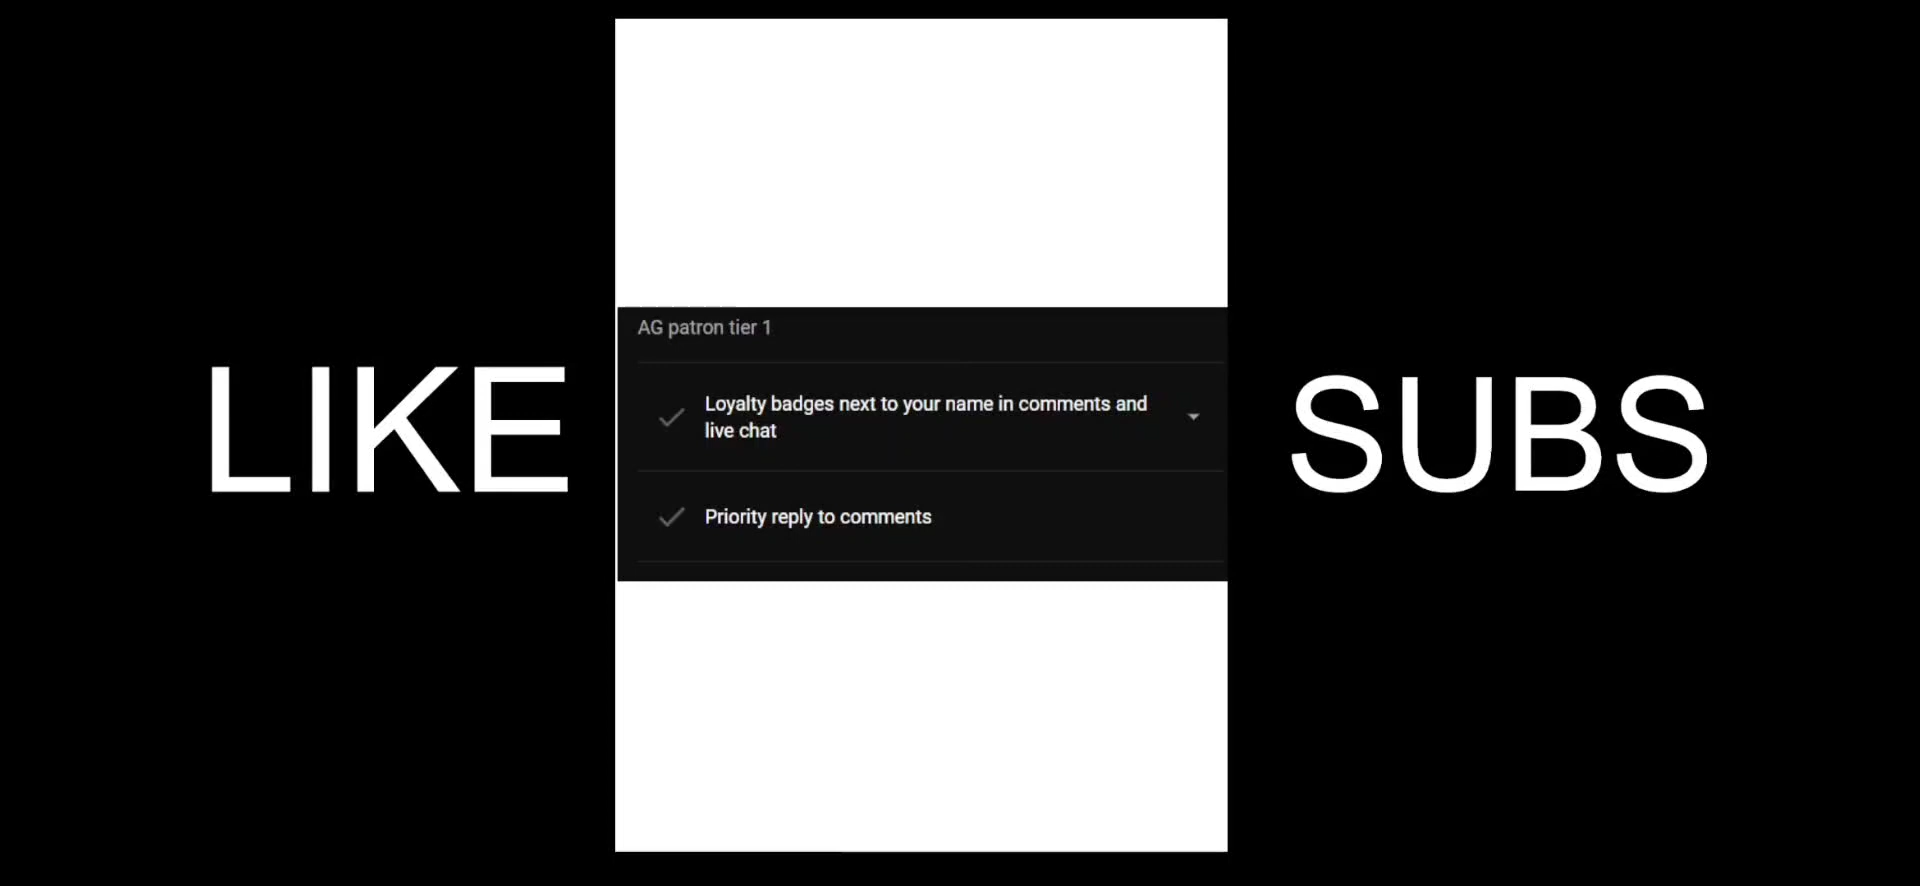 LIKE
AG patron tier 1
Loyalty badges next to your name in comments and
live chat
Priority reply to comments
SUBS